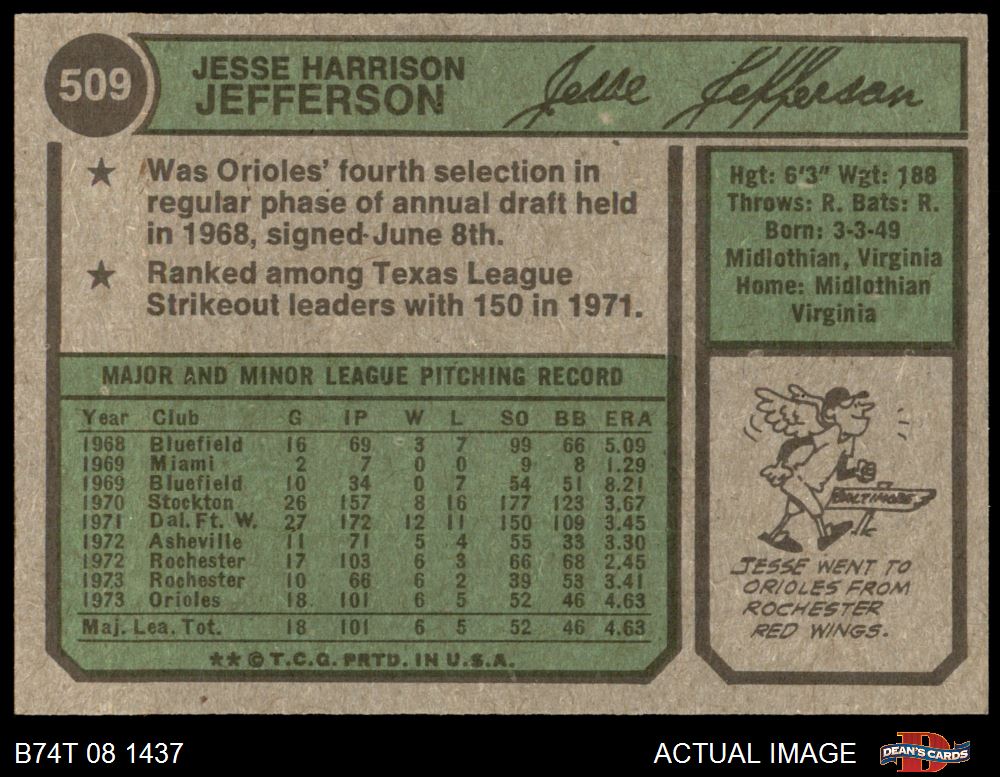 509
JESSE HARRISON
JEFFERSON
Jesse Jefferson
★ Was Orioles' fourth selection in
regular phase of annual draft held
in 1968, signed June 8th.
★ Ranked among Texas League
Strikeout leaders with 150 in 1971.
Hgt: 6'3" Wgt: 188
Throws: R. Bats: R.
Born: 3-3-49
Midlothian, Virginia
Home: Midlothian
Virginia
MAJOR AND MINOR LEAGUE PITCHING RECORD
Year Club G IP W L SO BB ERA
1968 Bluefield 16 69 3 7 99 66 5.09
1969 Miami 2 7 0 0 9 8 1.29
1969 Bluefield 10 34 0 7 54 51 8.21
1970 Stockton 26 157 8 16 177 123 3.67
1971 Dal. Ft. W. 27 172 12 11 150 109 3.45
1972 Asheville 11 71 5 4 55 33 3.30
1972 Rochester 17 103 6 3 66 68 2.45
1973 Rochester 10 66 6 2 39 53 3.41
1973 Orioles 18 101 6 5 52 46 4.63
Maj. Lea. Tot. 18 101 6 5 52 46 4.63
★★ © T.C.G. PRTD. IN U.S.A.
BALTIMORE
JESSE WENT TO
ORIOLES FROM
ROCHESTER
RED WINGS.
B74T 08 1437
ACTUAL IMAGE
D
DEAN'S CARDS